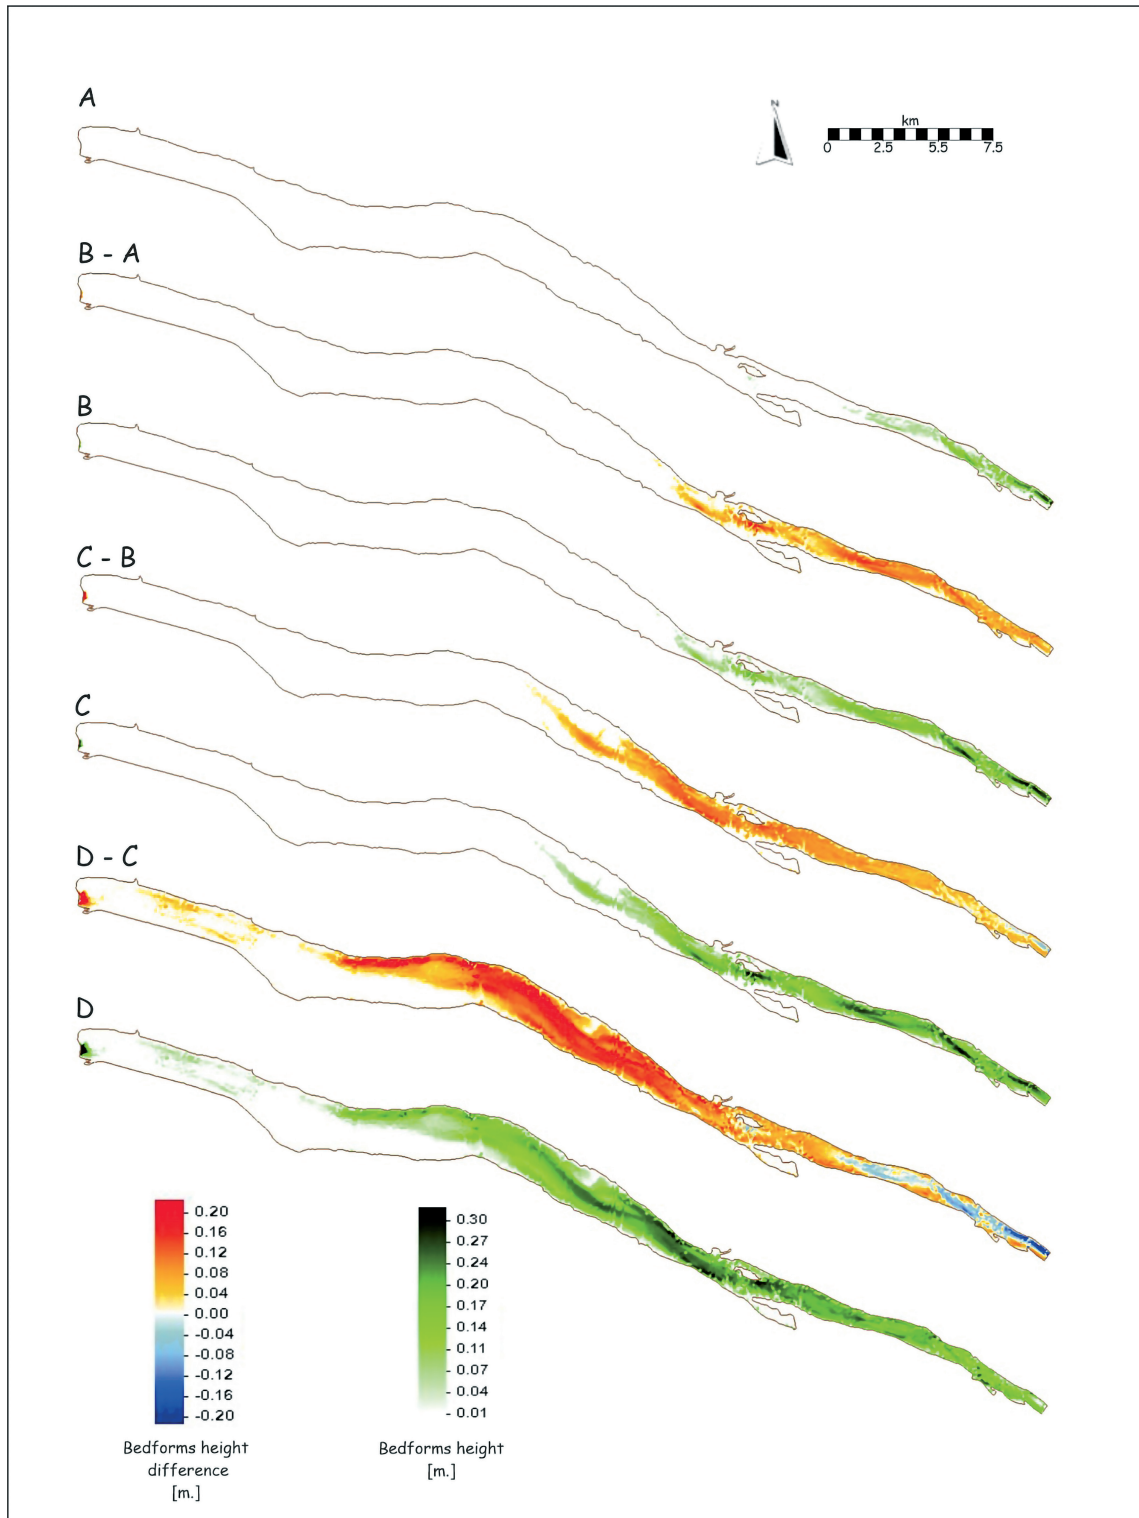 A
N
km
0 2.5 5.5 7.5
B - A
B
C - B
C
D - C
D
0.20
0.16
0.12
0.08
0.04
0.00
-0.04
-0.08
-0.12
-0.16
-0.20
Bedforms height
difference
[m.]
0.30
0.27
0.24
0.20
0.17
0.14
0.11
0.07
0.04
0.01
Bedforms height
[m.]